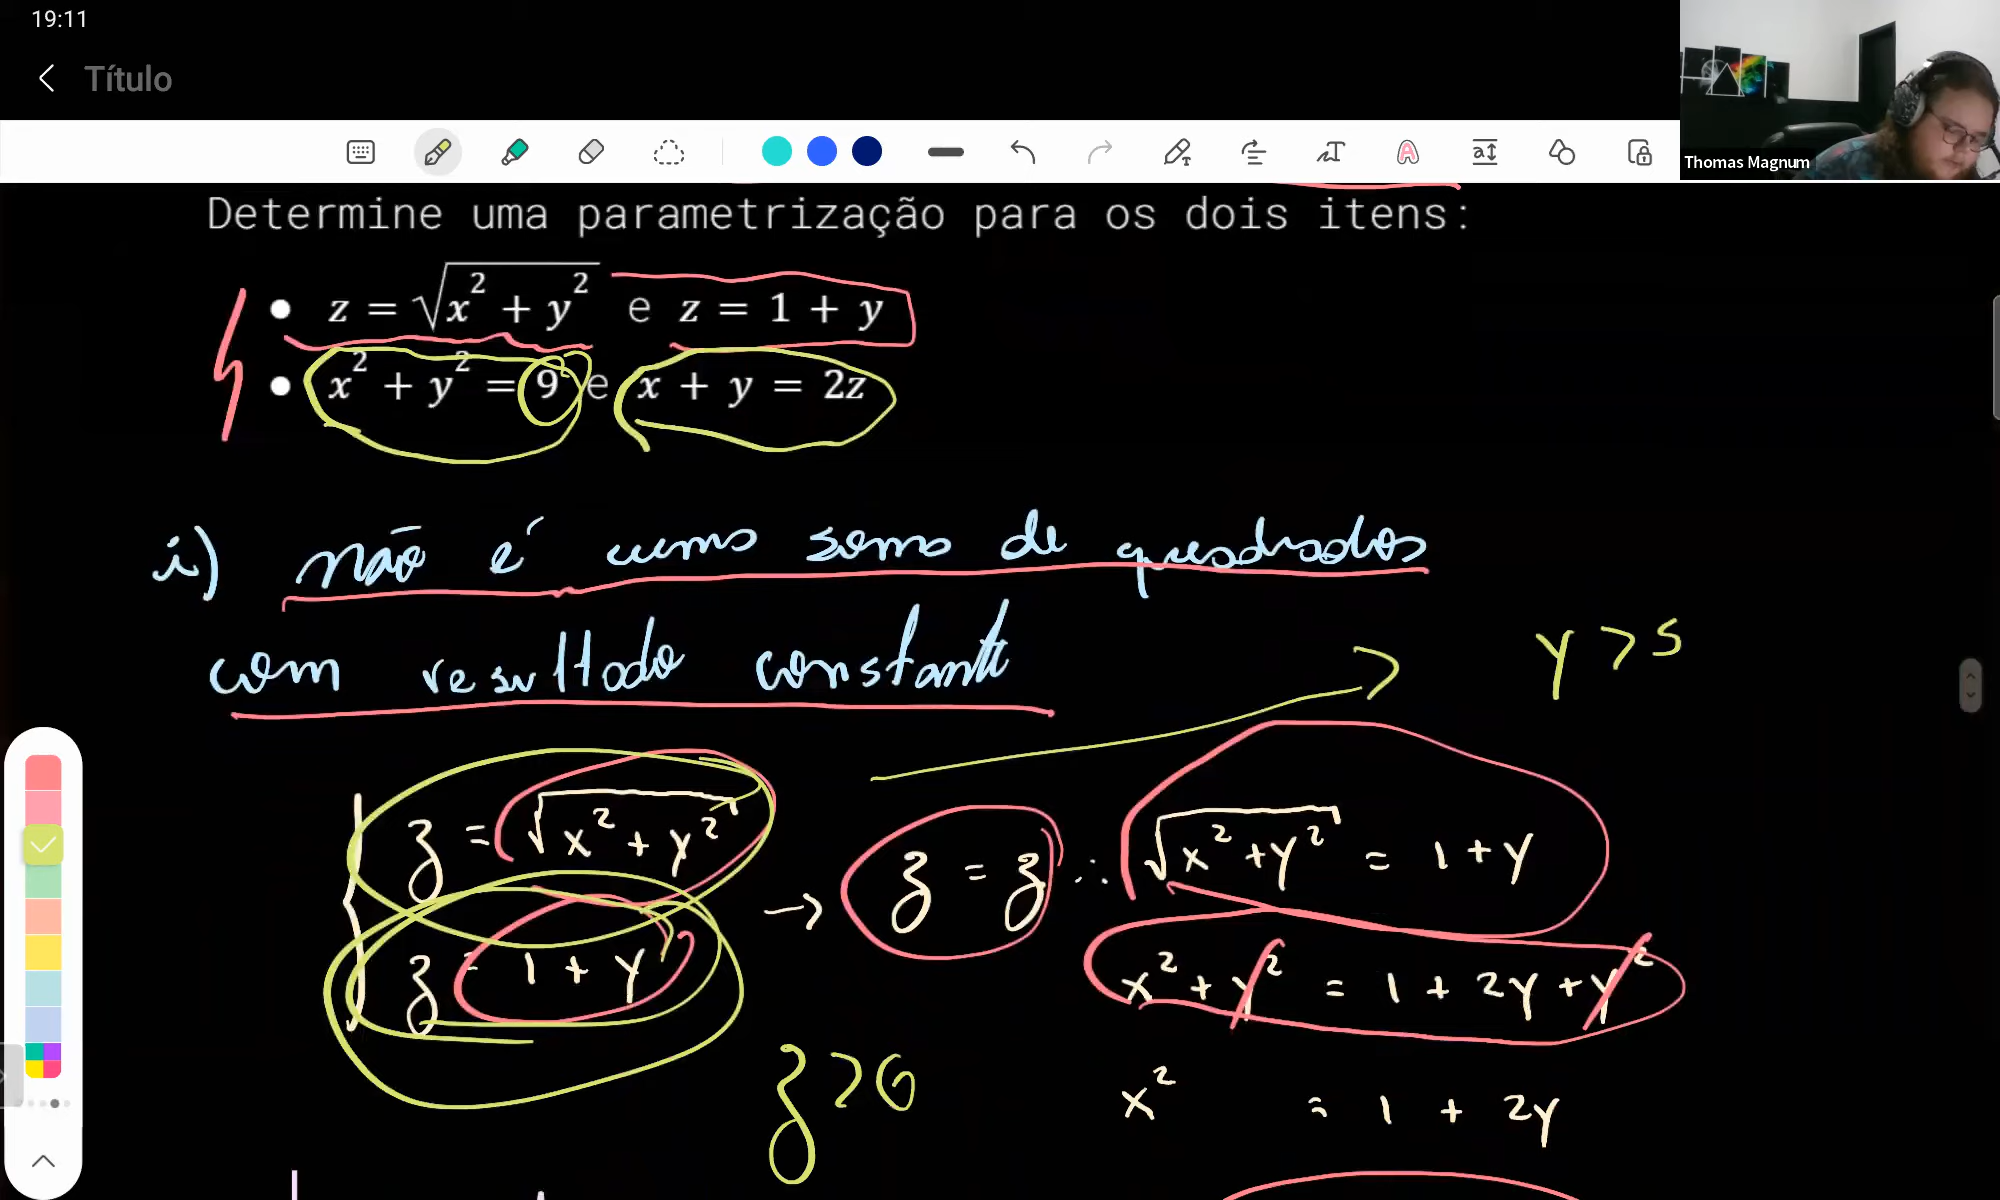 19:11
Título
Thomas Magnum
Determine uma parametrização para os dois itens:
• z = √x² + y² e z = 1 + y
• x² + y² = 9 e x + y = 2z
i) não é uma soma de quadrados
com resultado constante
y > 5
z = √x² + y²
z = 1 + y
→ z = z ∴ √x² + y² = 1 + y
x² + y² = 1 + 2y + y²
z > 6
x² = 1 + 2y